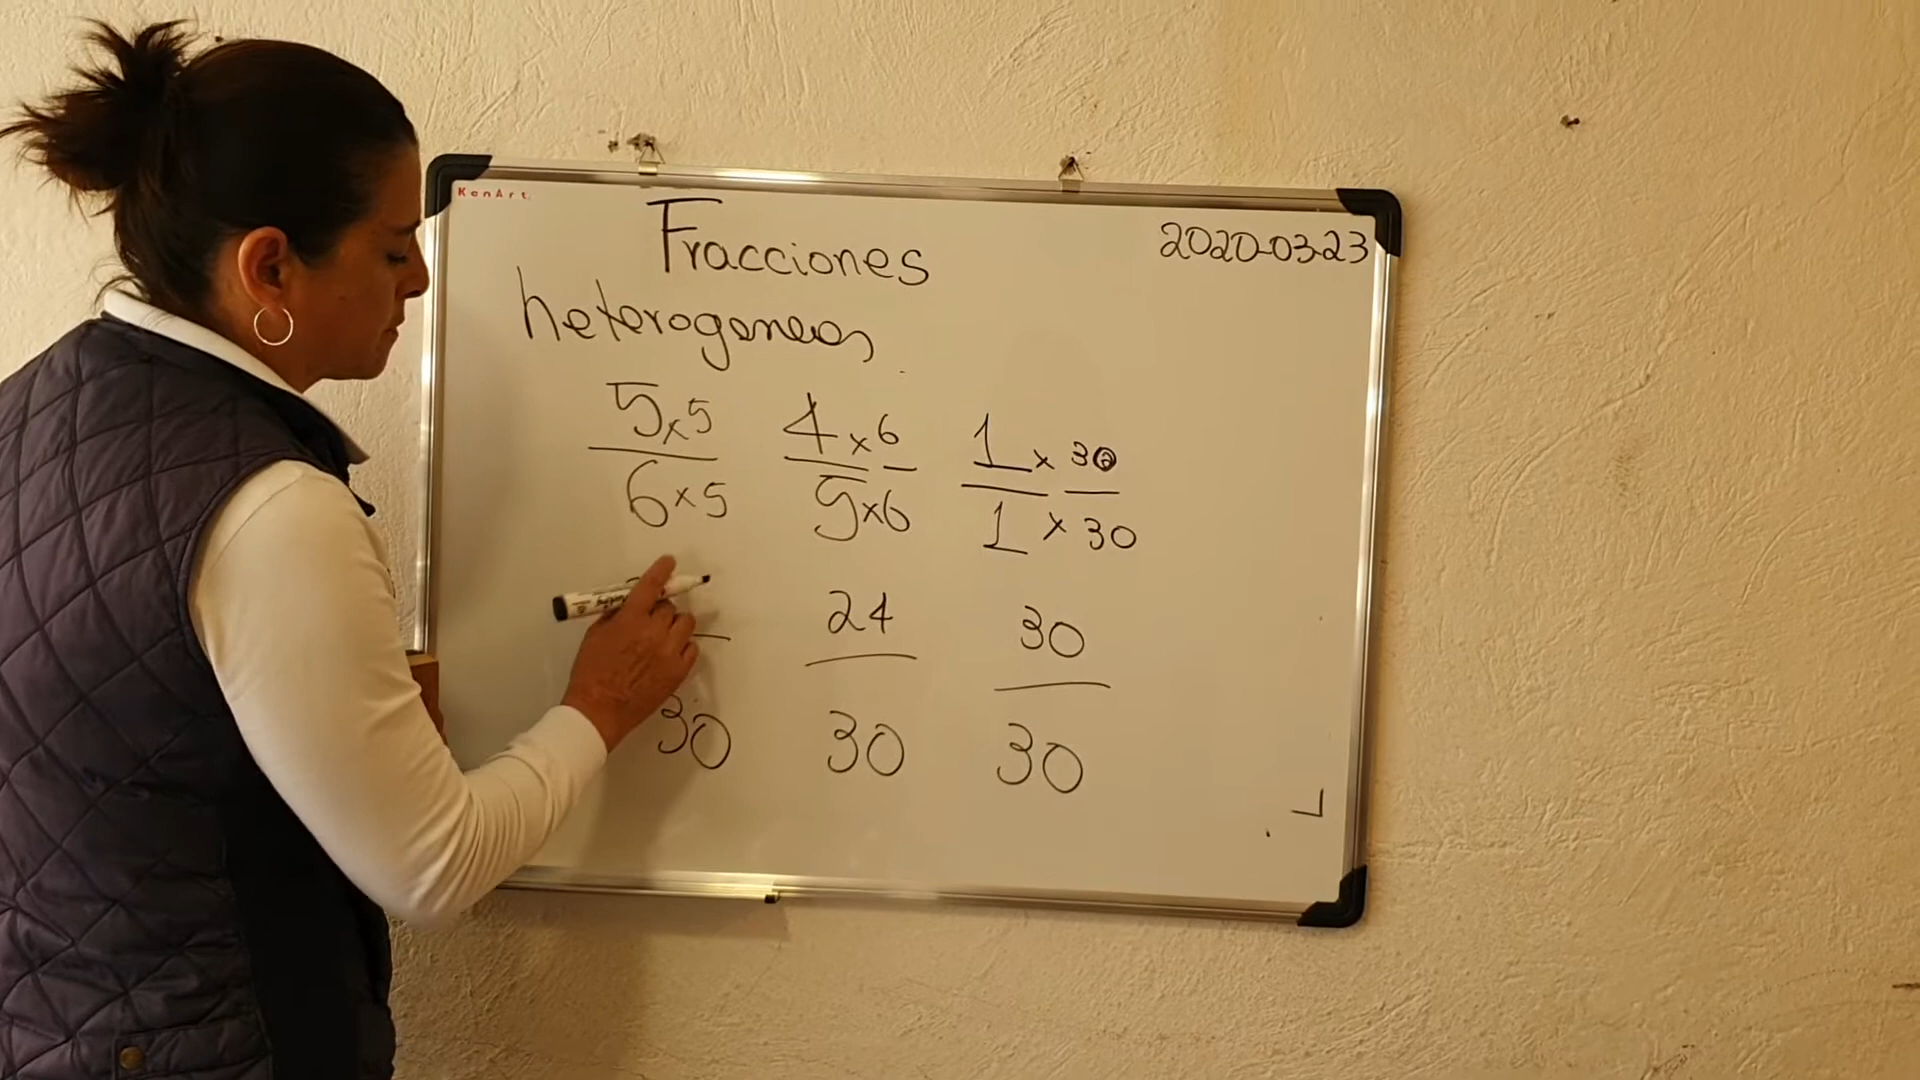 KenArt.
Fracciones
2020-03-23
heterogeneas
5x5 4x6 1x30
6x5 5x6 1x30
24 30
30 30 30